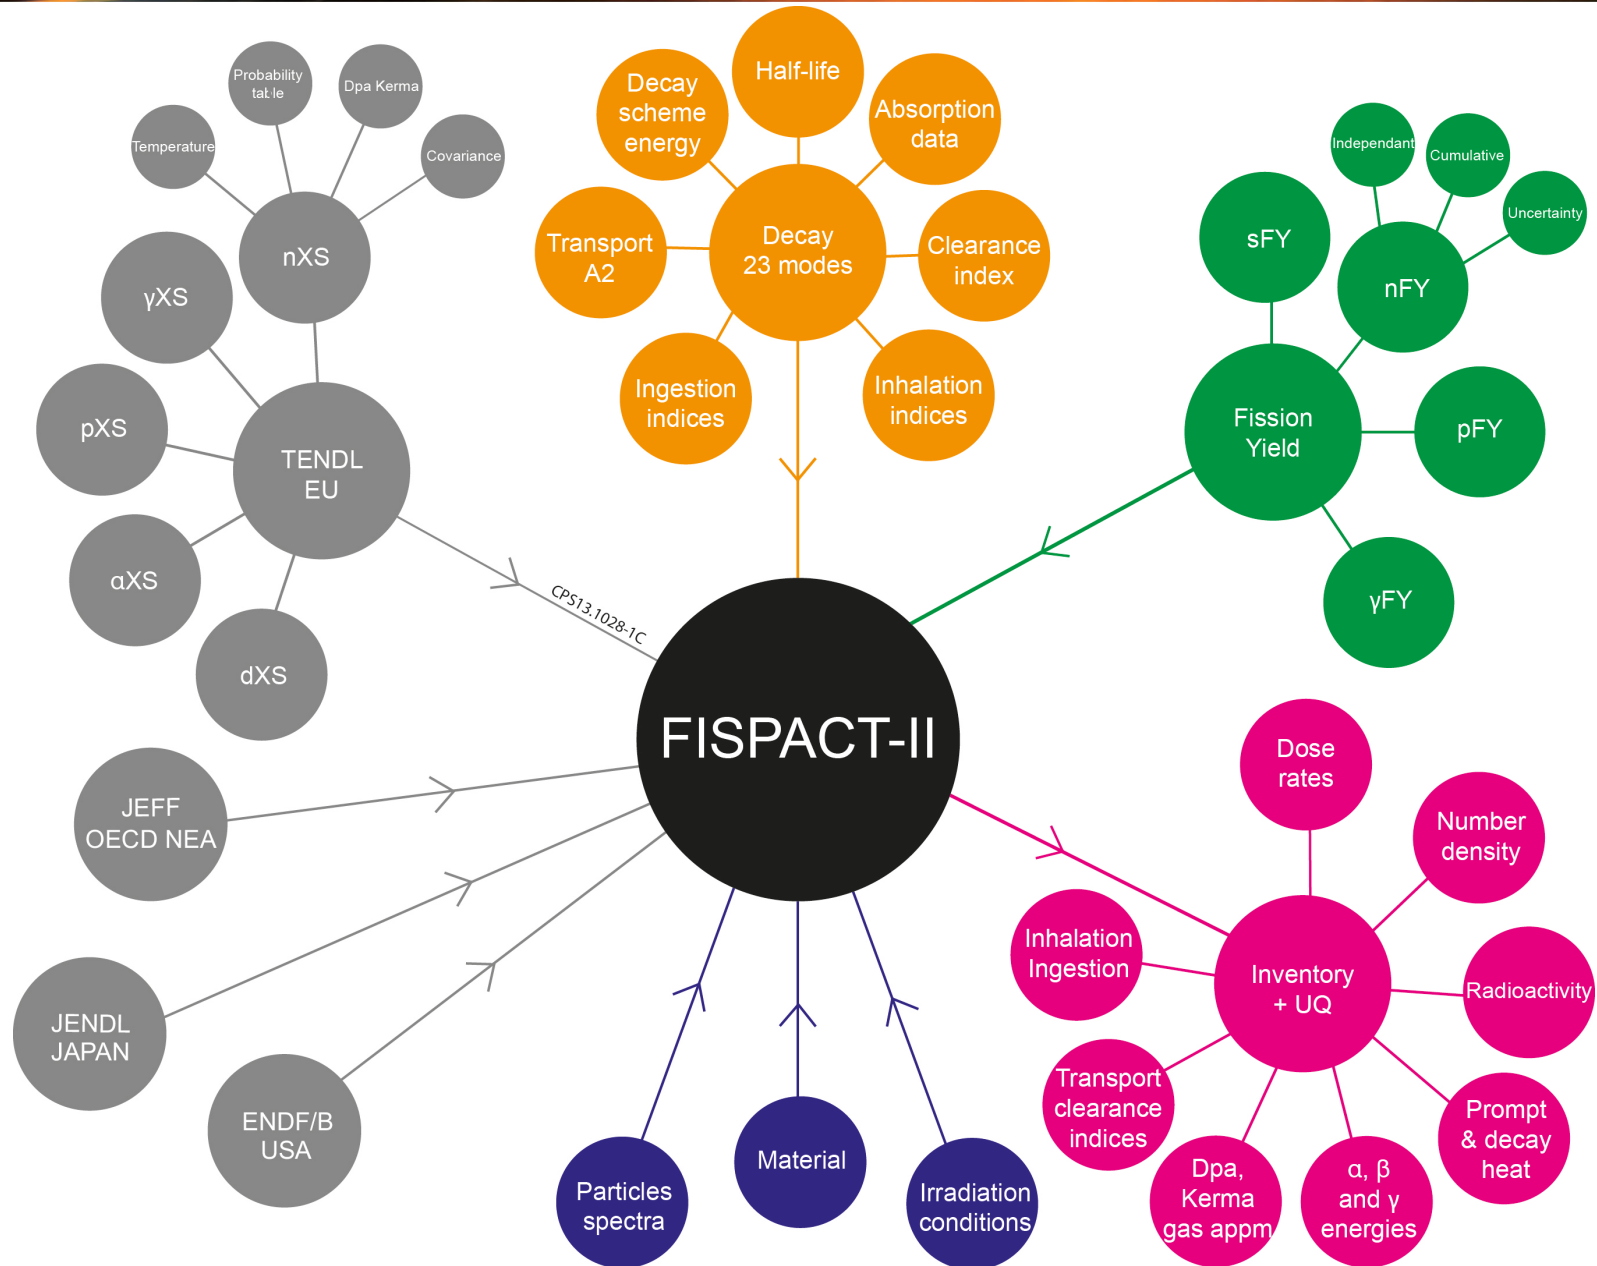 Probability
table
Dpa Kerma
Temperature
Covariance
nXS
γXS
pXS
TENDL
EU
αXS
dXS
CPS13.1028-1C
Half-life
Decay
scheme
energy
Absorption
data
Transport
A2
Decay
23 modes
Clearance
index
Ingestion
indices
Inhalation
indices
Independant
Cumulative
Uncertainty
sFY
nFY
Fission
Yield
pFY
γFY
FISPACT-II
JEFF
OECD NEA
JENDL
JAPAN
ENDF/B
USA
Particles
spectra
Material
Irradiation
conditions
Dose
rates
Number
density
Inhalation
Ingestion
Inventory
+ UQ
Radioactivity
Transport
clearance
indices
Prompt
& decay
heat
Dpa,
Kerma
gas appm
α, β
and γ
energies